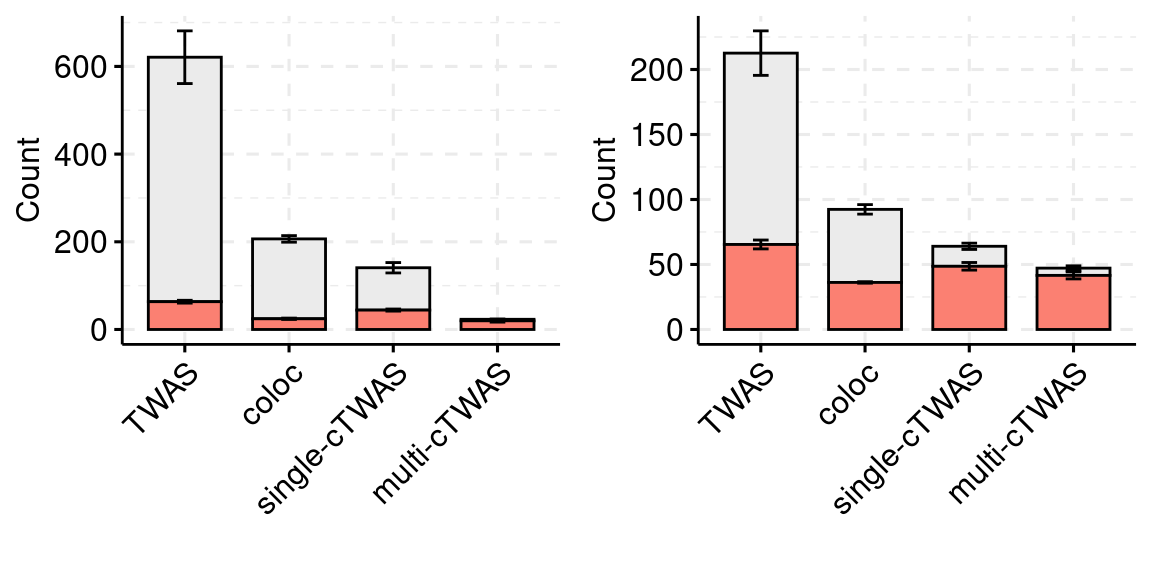 Count
600
400
200
0
TWAS
coloc
single-cTWAS
multi-cTWAS
Count
200
150
100
50
0
TWAS
coloc
single-cTWAS
multi-cTWAS